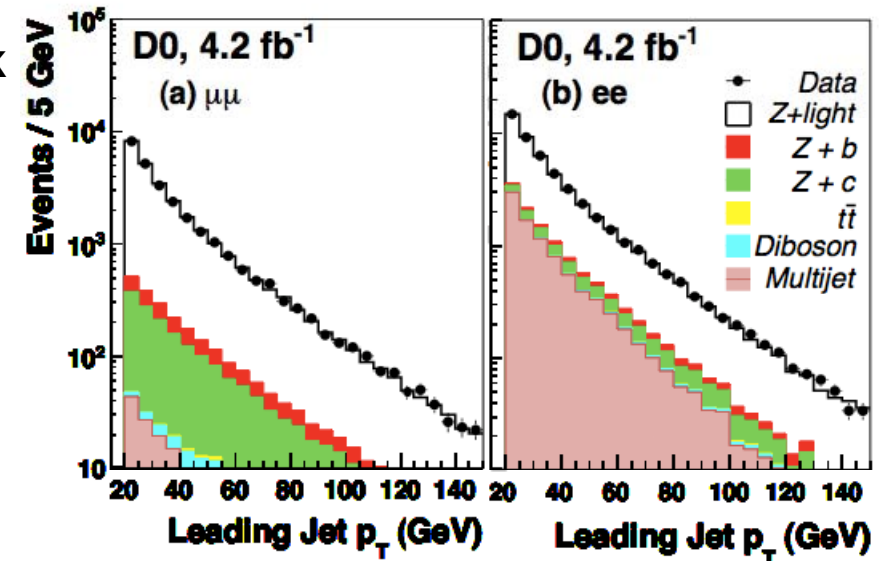 D0, 4.2 fb⁻¹
(a) μμ
Events / 5 GeV
10⁵
10⁴
10³
10²
10
20 40 60 80 100 120 140
Leading Jet p_T (GeV)
D0, 4.2 fb⁻¹
(b) ee
Data
Z+light
Z + b
Z + c
tt̄
Diboson
Multijet
20 40 60 80 100 120 140
Leading Jet p_T (GeV)